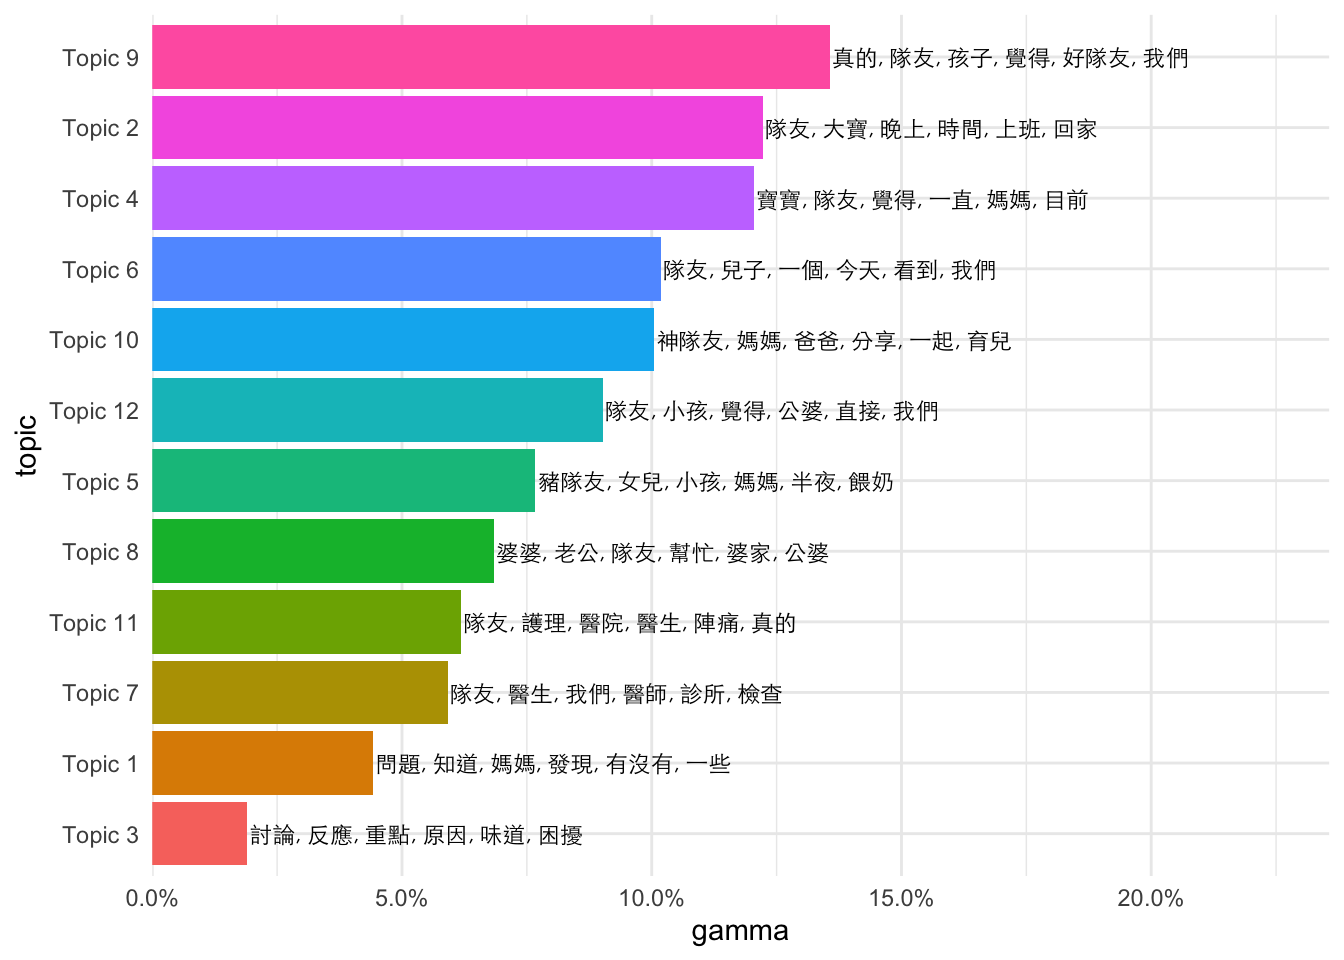 Topic 9 真的, 隊友, 孩子, 覺得, 好隊友, 我們
Topic 2 隊友, 大寶, 晚上, 時間, 上班, 回家
Topic 4 寶寶, 隊友, 覺得, 一直, 媽媽, 目前
Topic 6 隊友, 兒子, 一個, 今天, 看到, 我們
Topic 10 神隊友, 媽媽, 爸爸, 分享, 一起, 育兒
Topic 12 隊友, 小孩, 覺得, 公婆, 直接, 我們
Topic 5 豬隊友, 女兒, 小孩, 媽媽, 半夜, 餵奶
Topic 8 婆婆, 老公, 隊友, 幫忙, 婆家, 公婆
Topic 11 隊友, 護理, 醫院, 醫生, 陣痛, 真的
Topic 7 隊友, 醫生, 我們, 醫師, 診所, 檢查
Topic 1 問題, 知道, 媽媽, 發現, 有沒有, 一些
Topic 3 討論, 反應, 重點, 原因, 味道, 困擾
topic
0.0% 5.0% 10.0% 15.0% 20.0%
gamma